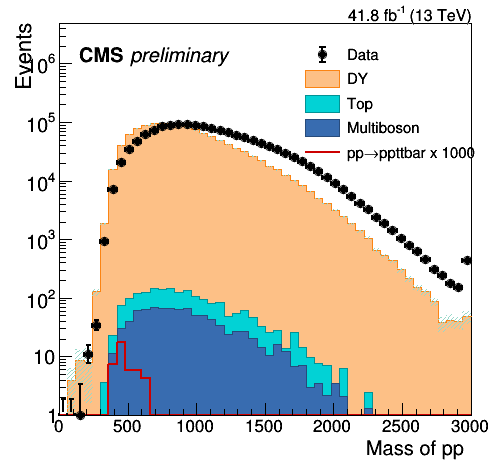 41.8 fb⁻¹ (13 TeV)
Events
CMS preliminary
Data
DY
Top
Multiboson
pp→ppttbar x 1000
10⁶
10⁵
10⁴
10³
10²
10
1
0 500 1000 1500 2000 2500 3000
Mass of pp